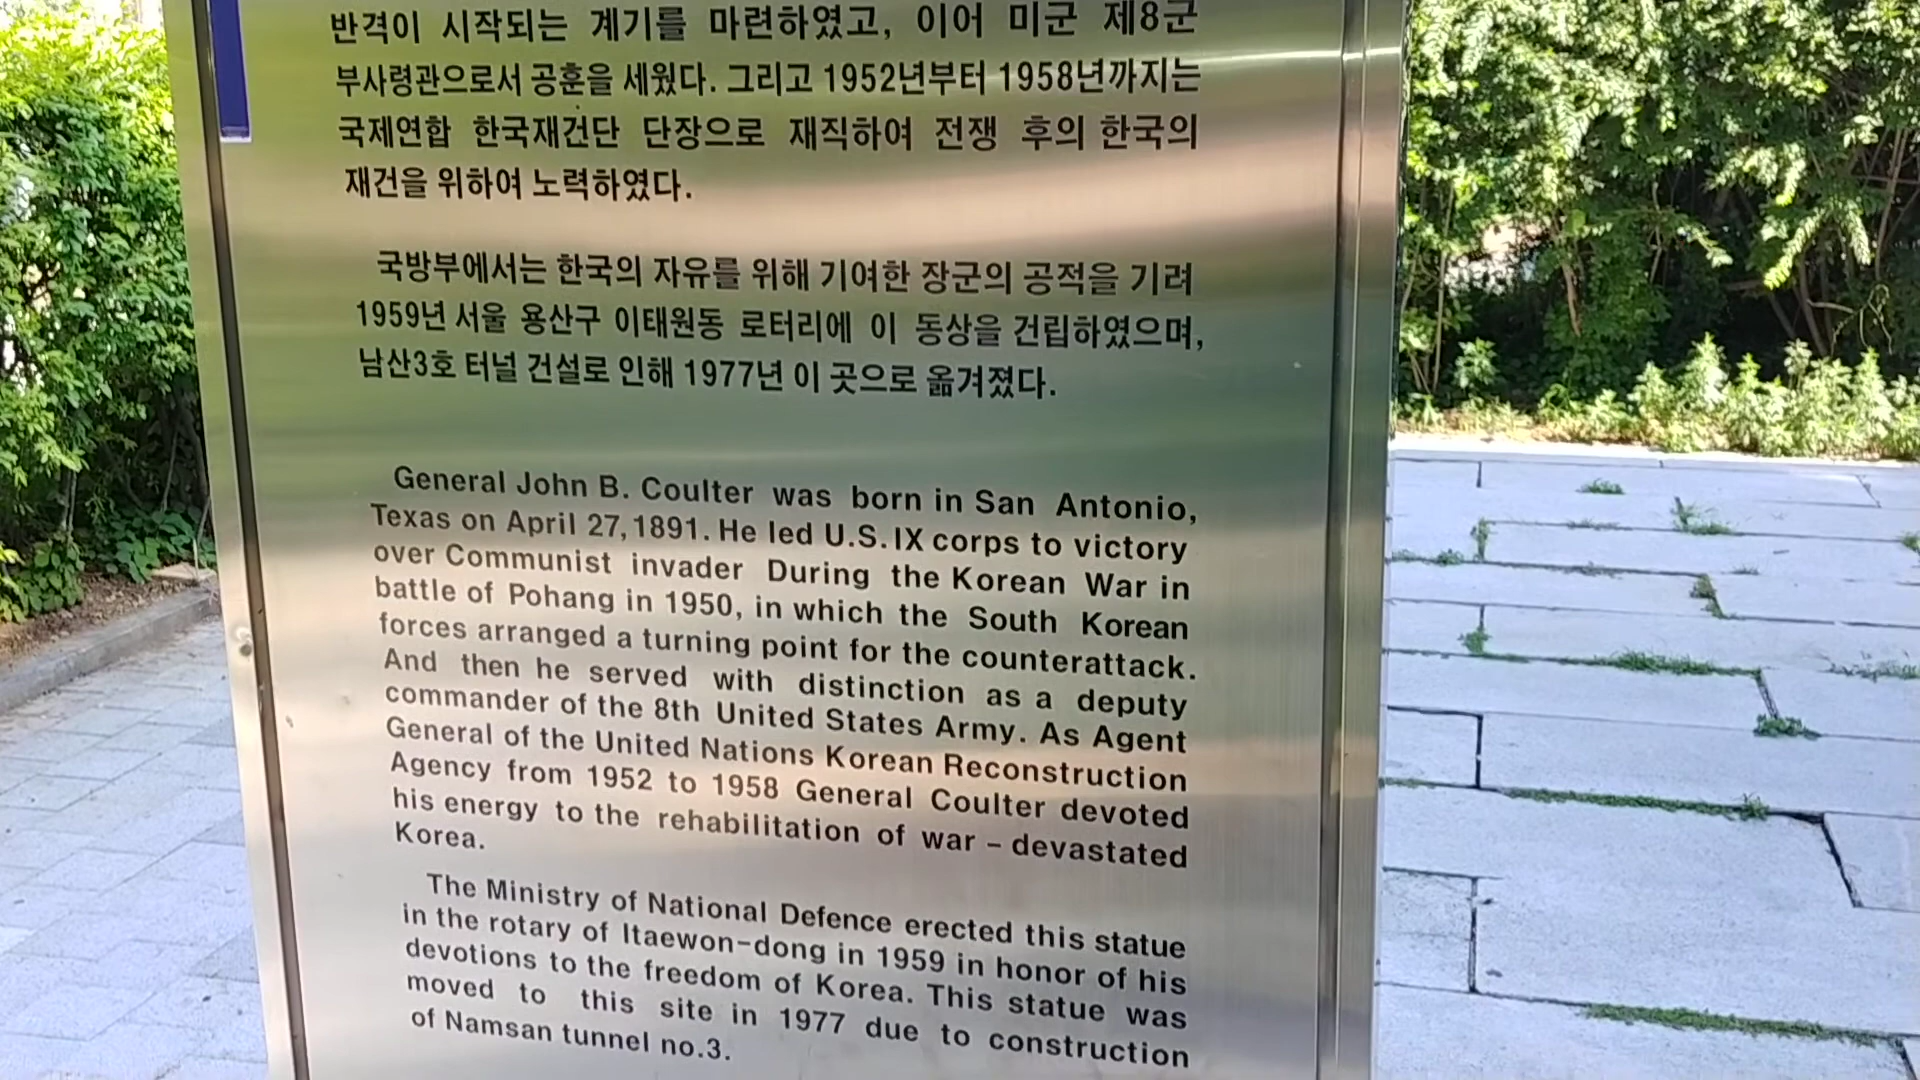 반격이 시작되는 계기를 마련하였고, 이어 미군 제8군
부사령관으로서 공훈을 세웠다. 그리고 1952년부터 1958년까지는
국제연합 한국재건단 단장으로 재직하여 전쟁 후의 한국의
재건을 위하여 노력하였다.
국방부에서는 한국의 자유를 위해 기여한 장군의 공적을 기려
1959년 서울 용산구 이태원동 로터리에 이 동상을 건립하였으며,
남산3호 터널 건설로 인해 1977년 이 곳으로 옮겨졌다.
General John B. Coulter was born in San Antonio,
Texas on April 27, 1891. He led U.S. IX corps to victory
over Communist invader During the Korean War in
battle of Pohang in 1950, in which the South Korean
forces arranged a turning point for the counterattack.
And then he served with distinction as a deputy
commander of the 8th United States Army. As Agent
General of the United Nations Korean Reconstruction
Agency from 1952 to 1958 General Coulter devoted
his energy to the rehabilitation of war – devastated
Korea.
The Ministry of National Defence erected this statue
in the rotary of Itaewon-dong in 1959 in honor of his
devotions to the freedom of Korea. This statue was
moved to this site in 1977 due to construction
of Namsan tunnel no.3.